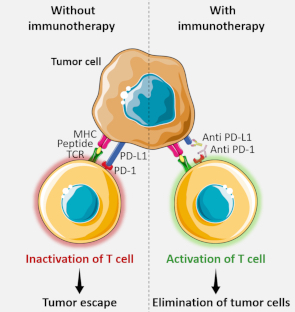 Without
immunotherapy
With
immunotherapy
Tumor cell
MHC
Peptide
TCR
PD-L1
PD-1
Anti PD-L1
Anti PD-1
Inactivation of T cell
Activation of T cell
Tumor escape
Elimination of tumor cells